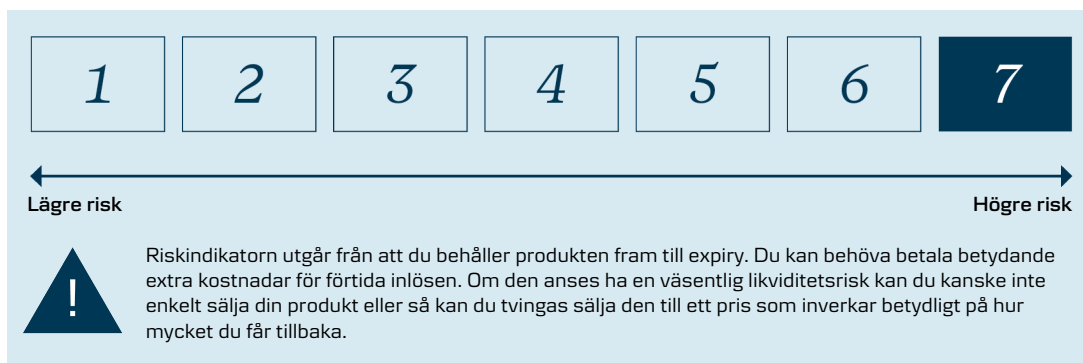 1 2 3 4 5 6 7
Lägre risk Högre risk
Riskindikatorn utgår från att du behåller produkten fram till expiry. Du kan behöva betala betydande
extra kostnadar för förtida inlösen. Om den anses ha en väsentlig likviditetsrisk kan du kanske inte
enkelt sälja din produkt eller så kan du tvingas sälja den till ett pris som inverkar betydligt på hur
mycket du får tillbaka.
!